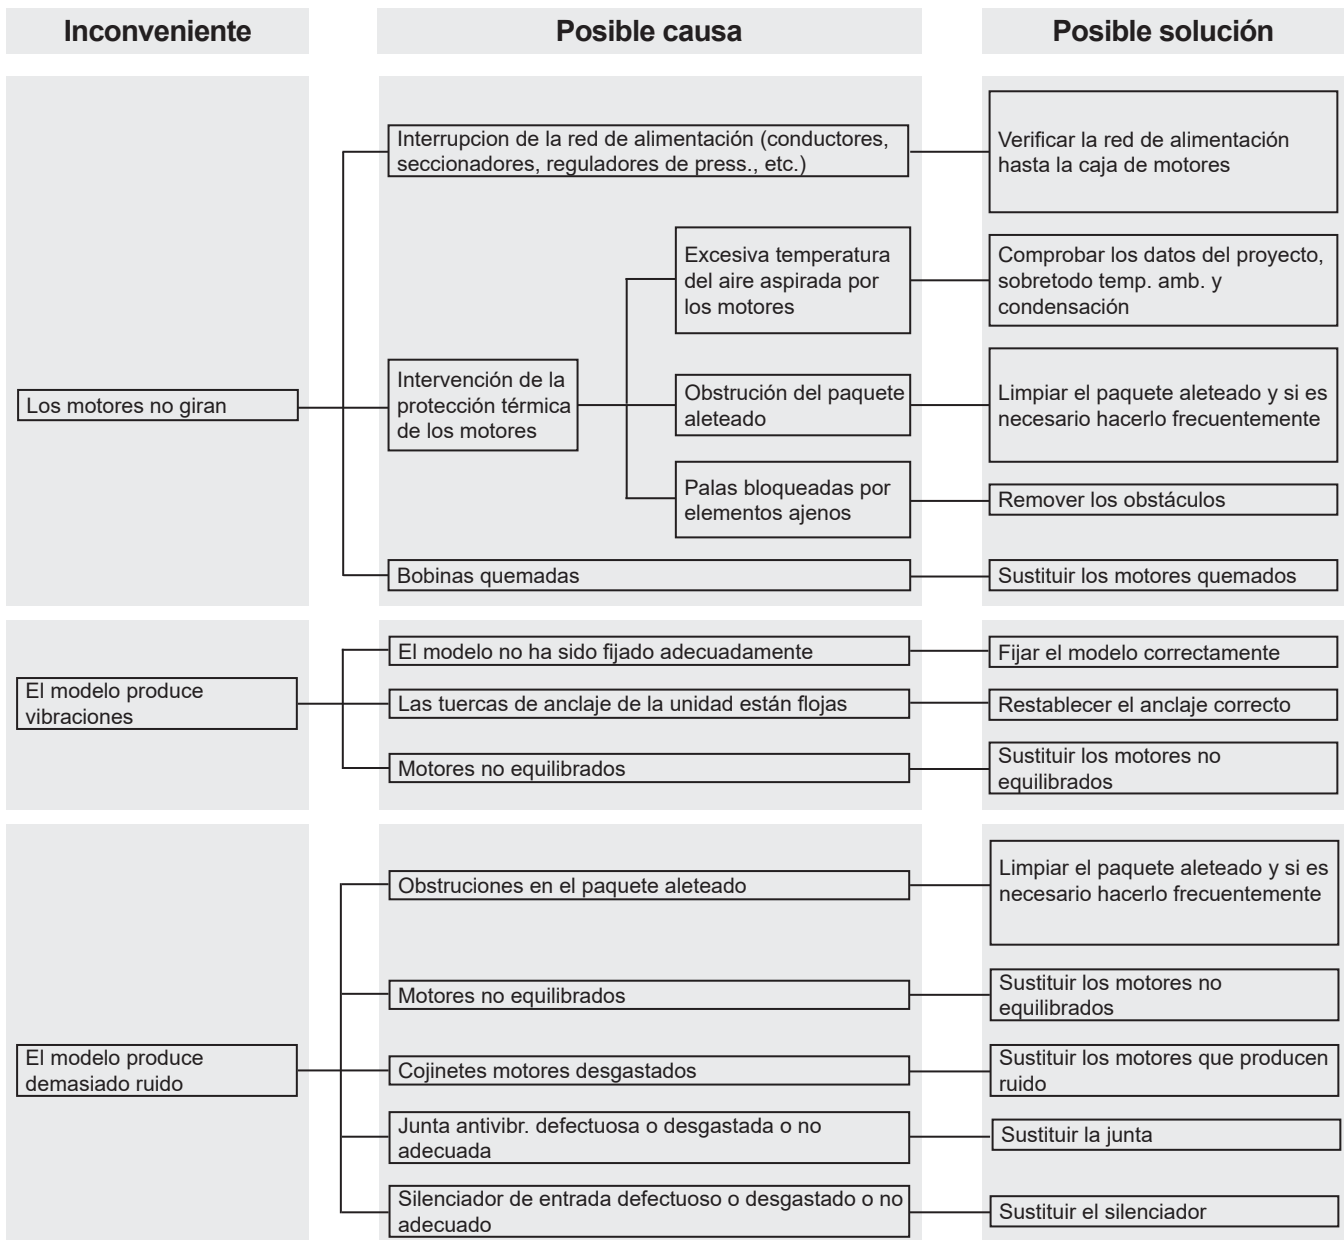 Inconveniente
Posible causa
Posible solución
Los motores no giran
Interrupcion de la red de alimentación (conductores,
seccionadores, reguladores de press., etc.)
Verificar la red de alimentación
hasta la caja de motores
Intervención de la
protección térmica
de los motores
Excesiva temperatura
del aire aspirada por
los motores
Comprobar los datos del proyecto,
sobretodo temp. amb. y
condensación
Obstrución del paquete
aleteado
Limpiar el paquete aleteado y si es
necesario hacerlo frecuentemente
Palas bloqueadas por
elementos ajenos
Remover los obstáculos
Bobinas quemadas
Sustituir los motores quemados
El modelo produce
vibraciones
El modelo no ha sido fijado adecuadamente
Fijar el modelo correctamente
Las tuercas de anclaje de la unidad están flojas
Restablecer el anclaje correcto
Motores no equilibrados
Sustituir los motores no
equilibrados
El modelo produce
demasiado ruido
Obstruciones en el paquete aleteado
Limpiar el paquete aleteado y si es
necesario hacerlo frecuentemente
Motores no equilibrados
Sustituir los motores no
equilibrados
Cojinetes motores desgastados
Sustituir los motores que producen
ruido
Junta antivibr. defectuosa o desgastada o no
adecuada
Sustituir la junta
Silenciador de entrada defectuoso o desgastado o no
adecuado
Sustituir el silenciador